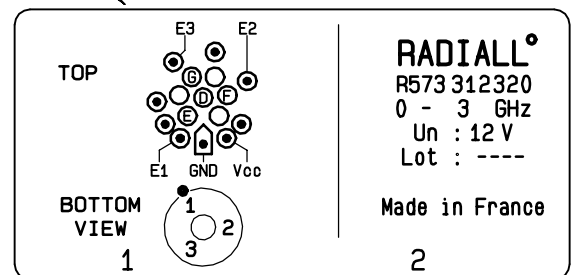 E3 E2
TOP
G
D F
E
E1 GND Vcc
BOTTOM
VIEW
1
2
3
1
RADIALL°
R573 312320
0 - 3 GHz
Un : 12 V
Lot : ----
Made in France
2